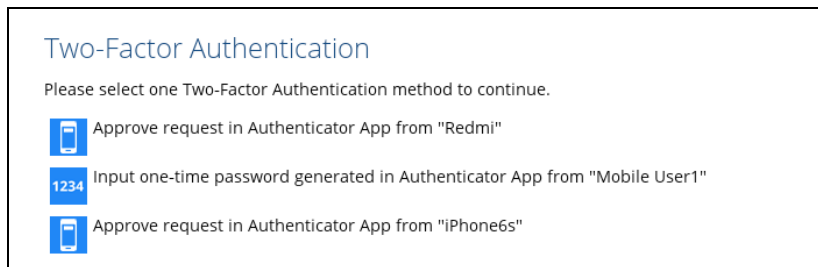 Two-Factor Authentication
Please select one Two-Factor Authentication method to continue.
Approve request in Authenticator App from "Redmi"
1234 Input one-time password generated in Authenticator App from "Mobile User1"
Approve request in Authenticator App from "iPhone6s"